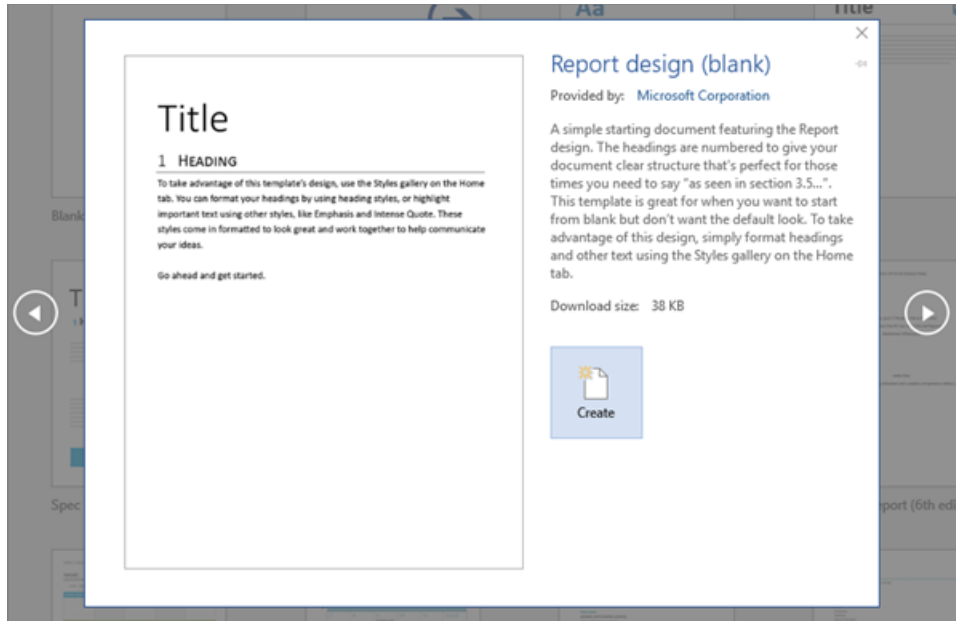 Aa
Title
Title
1 HEADING
To take advantage of this template's design, use the Styles gallery on the Home
tab. You can format your headings by using heading styles, or highlight
important text using other styles, like Emphasis and Intense Quote. These
styles come in formatted to look great and work together to help communicate
your ideas.
Go ahead and get started.
Report design (blank)
Provided by: Microsoft Corporation
A simple starting document featuring the Report
design. The headings are numbered to give your
document clear structure that's perfect for those
times you need to say "as seen in section 3.5...".
This template is great for when you want to start
from blank but don't want the default look. To take
advantage of this design, simply format headings
and other text using the Styles gallery on the Home
tab.
Download size: 38 KB
Create
Blank
Spec
port (6th edi